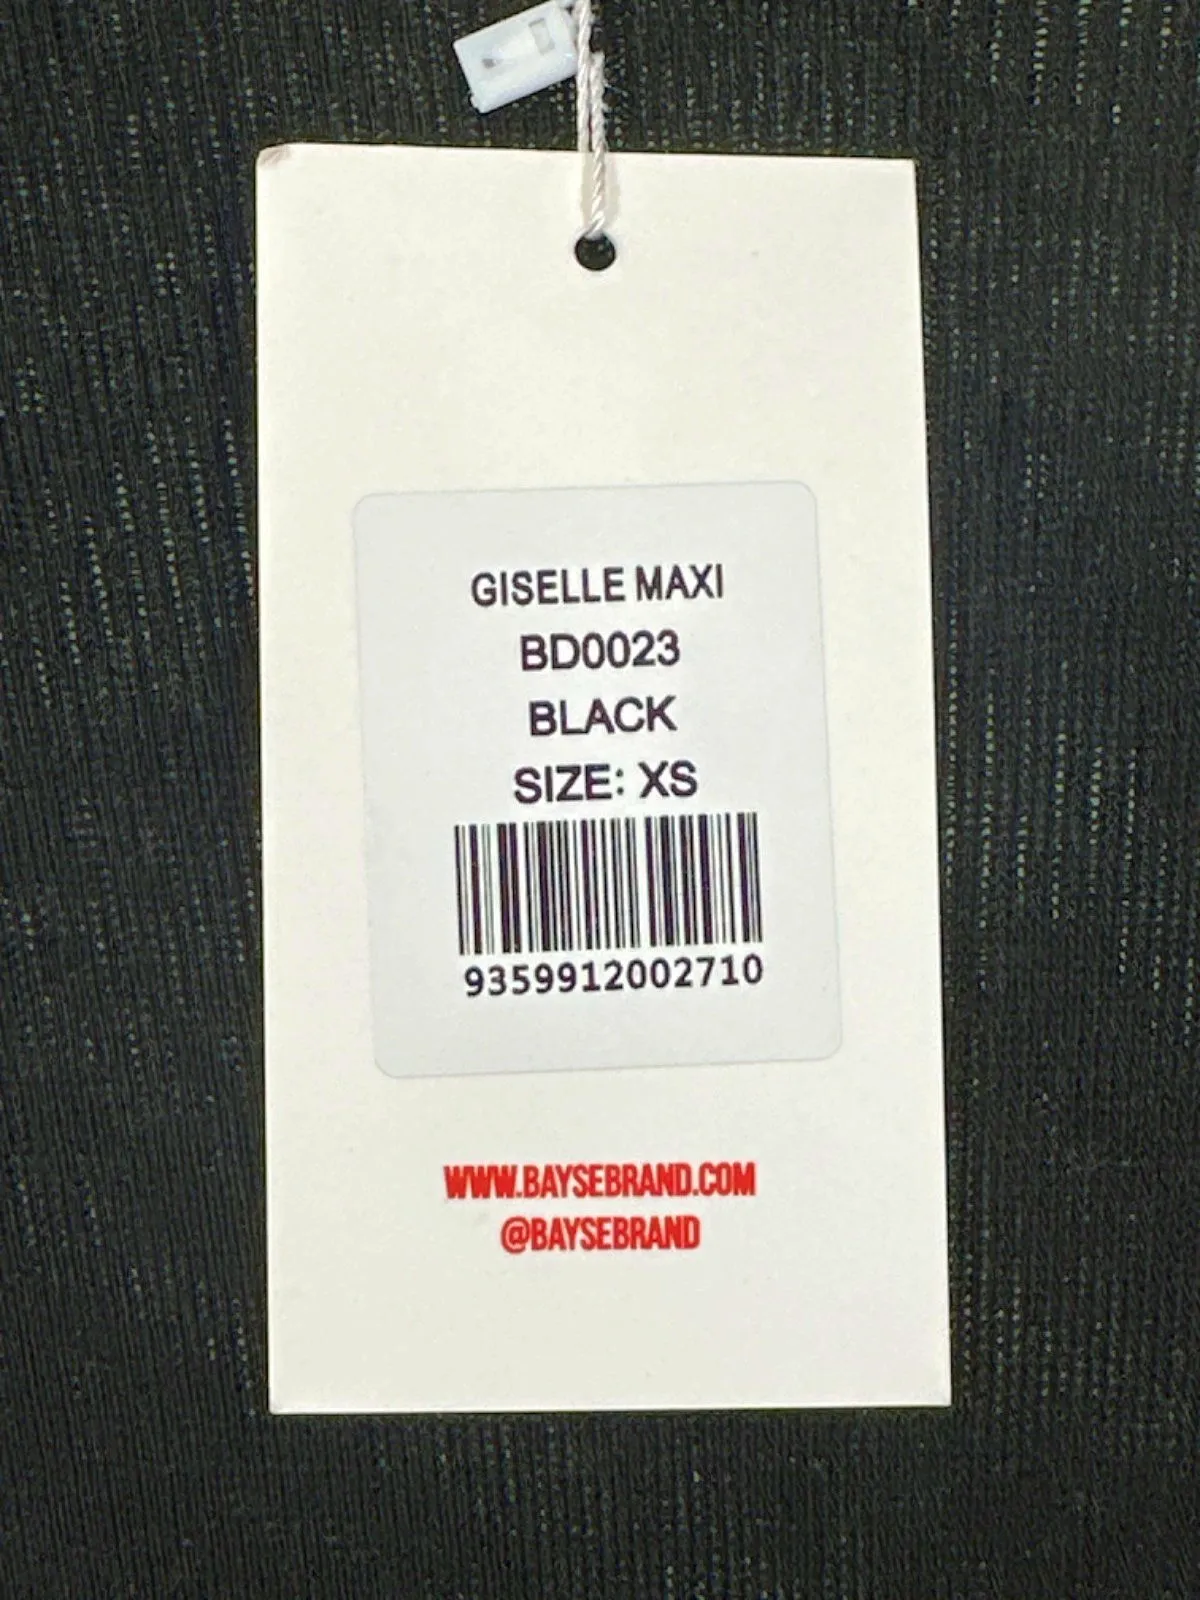 GISELLE MAXI
BD0023
BLACK
SIZE: XS
9359912002710
WWW.BAYSEBRAND.COM
@BAYSEBRAND